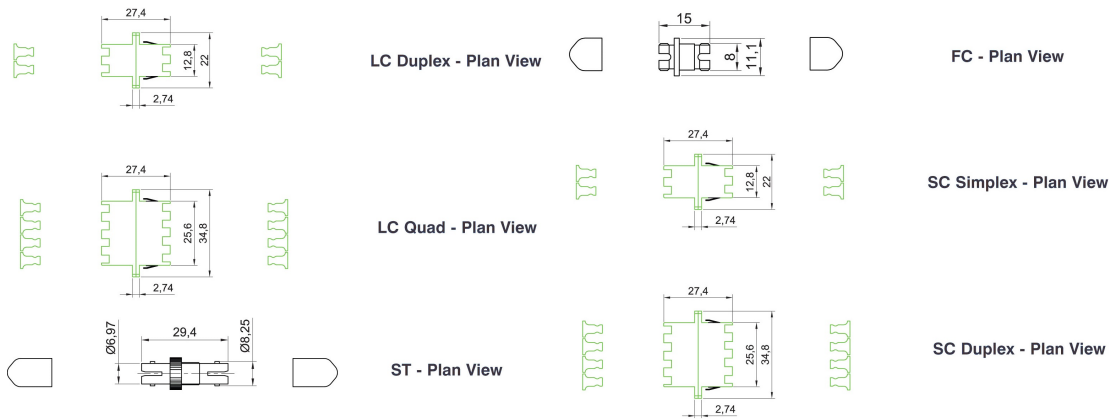 27,4
12,8
22
2,74
LC Duplex - Plan View
27,4
25,6
34,8
2,74
LC Quad - Plan View
Ø6,97
29,4
Ø8,25
ST - Plan View
15
8
11,1
FC - Plan View
27,4
12,8
22
2,74
SC Simplex - Plan View
27,4
25,6
34,8
2,74
SC Duplex - Plan View